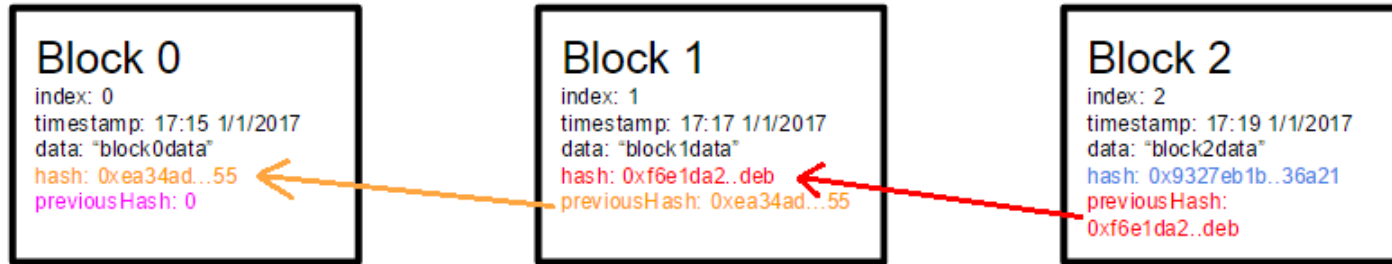 Block 0
index: 0
timestamp: 17:15 1/1/2017
data: “block0data”
hash: 0xea34ad...55
previousHash: 0
Block 1
index: 1
timestamp: 17:17 1/1/2017
data: “block1data”
hash: 0xf6e1da2..deb
previousHash: 0xea34ad...55
Block 2
index: 2
timestamp: 17:19 1/1/2017
data: “block2data”
hash: 0x9327eb1b..36a21
previousHash:
0xf6e1da2..deb